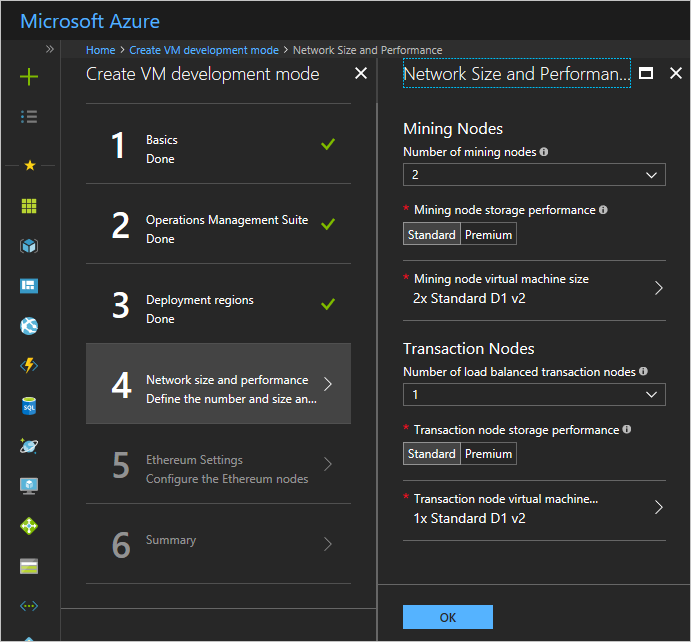 Microsoft Azure
Home > Create VM development mode > Network Size and Performance
Create VM development mode
1
Basics
Done
2
Operations Management Suite
Done
3
Deployment regions
Done
4
Network size and performance
Define the number and size an...
5
Ethereum Settings
Configure the Ethereum nodes
6
Summary
Network Size and Performan...
Mining Nodes
Number of mining nodes
2
* Mining node storage performance
Standard Premium
* Mining node virtual machine size
2x Standard D1 v2
Transaction Nodes
Number of load balanced transaction nodes
1
* Transaction node storage performance
Standard Premium
* Transaction node virtual machine...
1x Standard D1 v2
OK
SQL